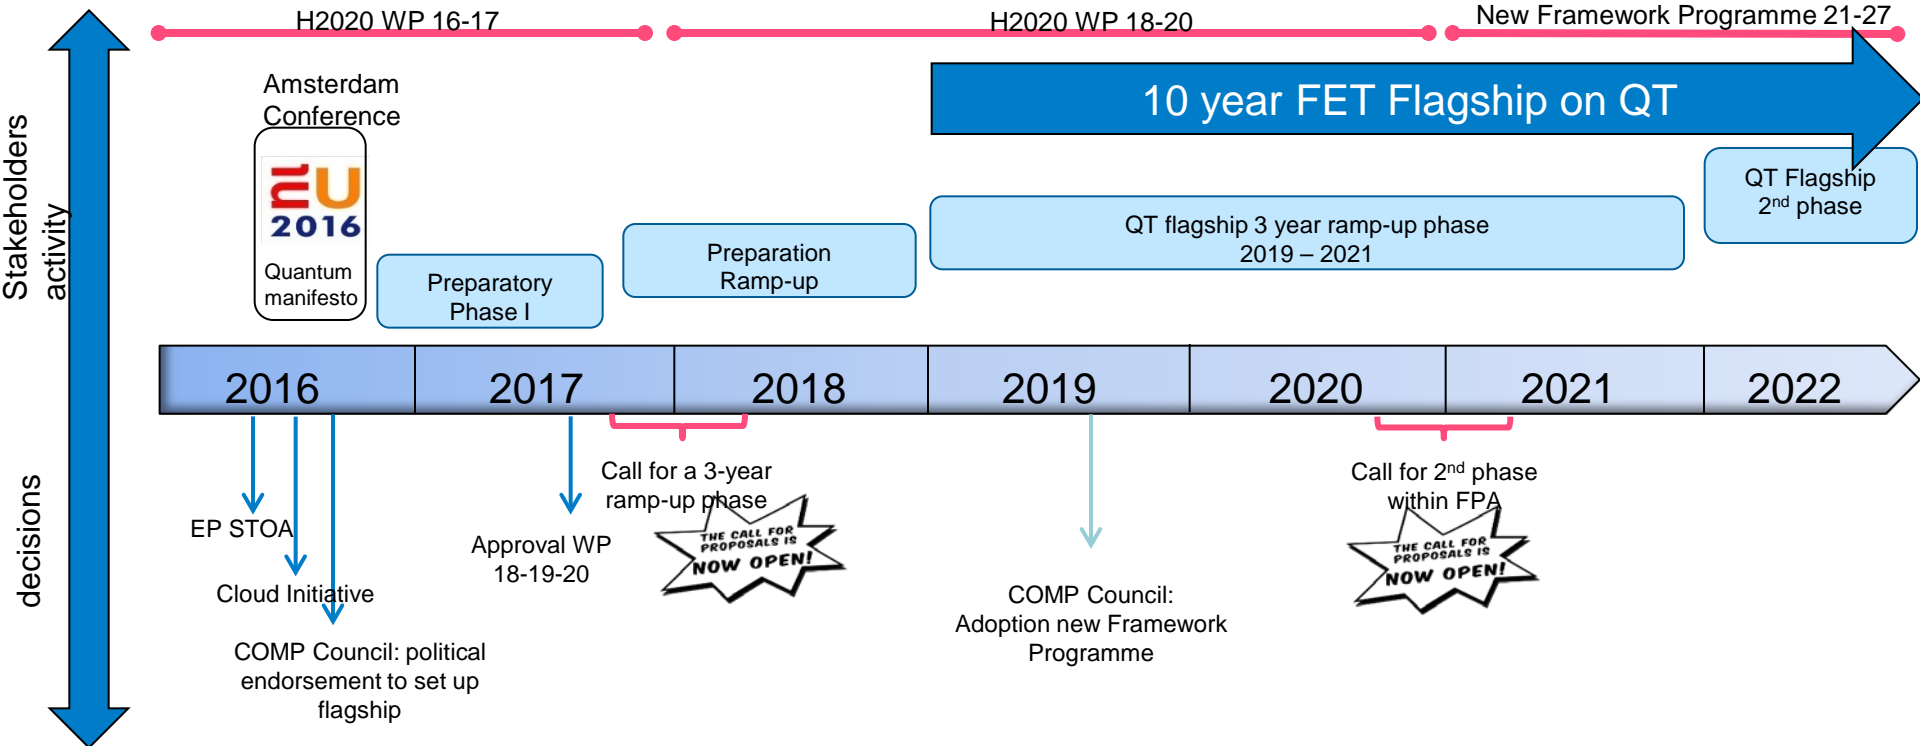 H2020 WP 16-17
H2020 WP 18-20
New Framework Programme 21-27
10 year FET Flagship on QT
Stakeholders
activity
Amsterdam
Conference
EU
2016
Quantum
manifesto
Preparatory
Phase I
Preparation
Ramp-up
QT flagship 3 year ramp-up phase
2019 – 2021
QT Flagship
2nd phase
2016
2017
2018
2019
2020
2021
2022
decisions
EP STOA
Cloud Initiative
COMP Council: political
endorsement to set up
flagship
Approval WP
18-19-20
Call for a 3-year
ramp-up phase
THE CALL FOR
PROPOSALS IS
NOW OPEN!
COMP Council:
Adoption new Framework
Programme
Call for 2nd phase
within FPA
THE CALL FOR
PROPOSALS IS
NOW OPEN!